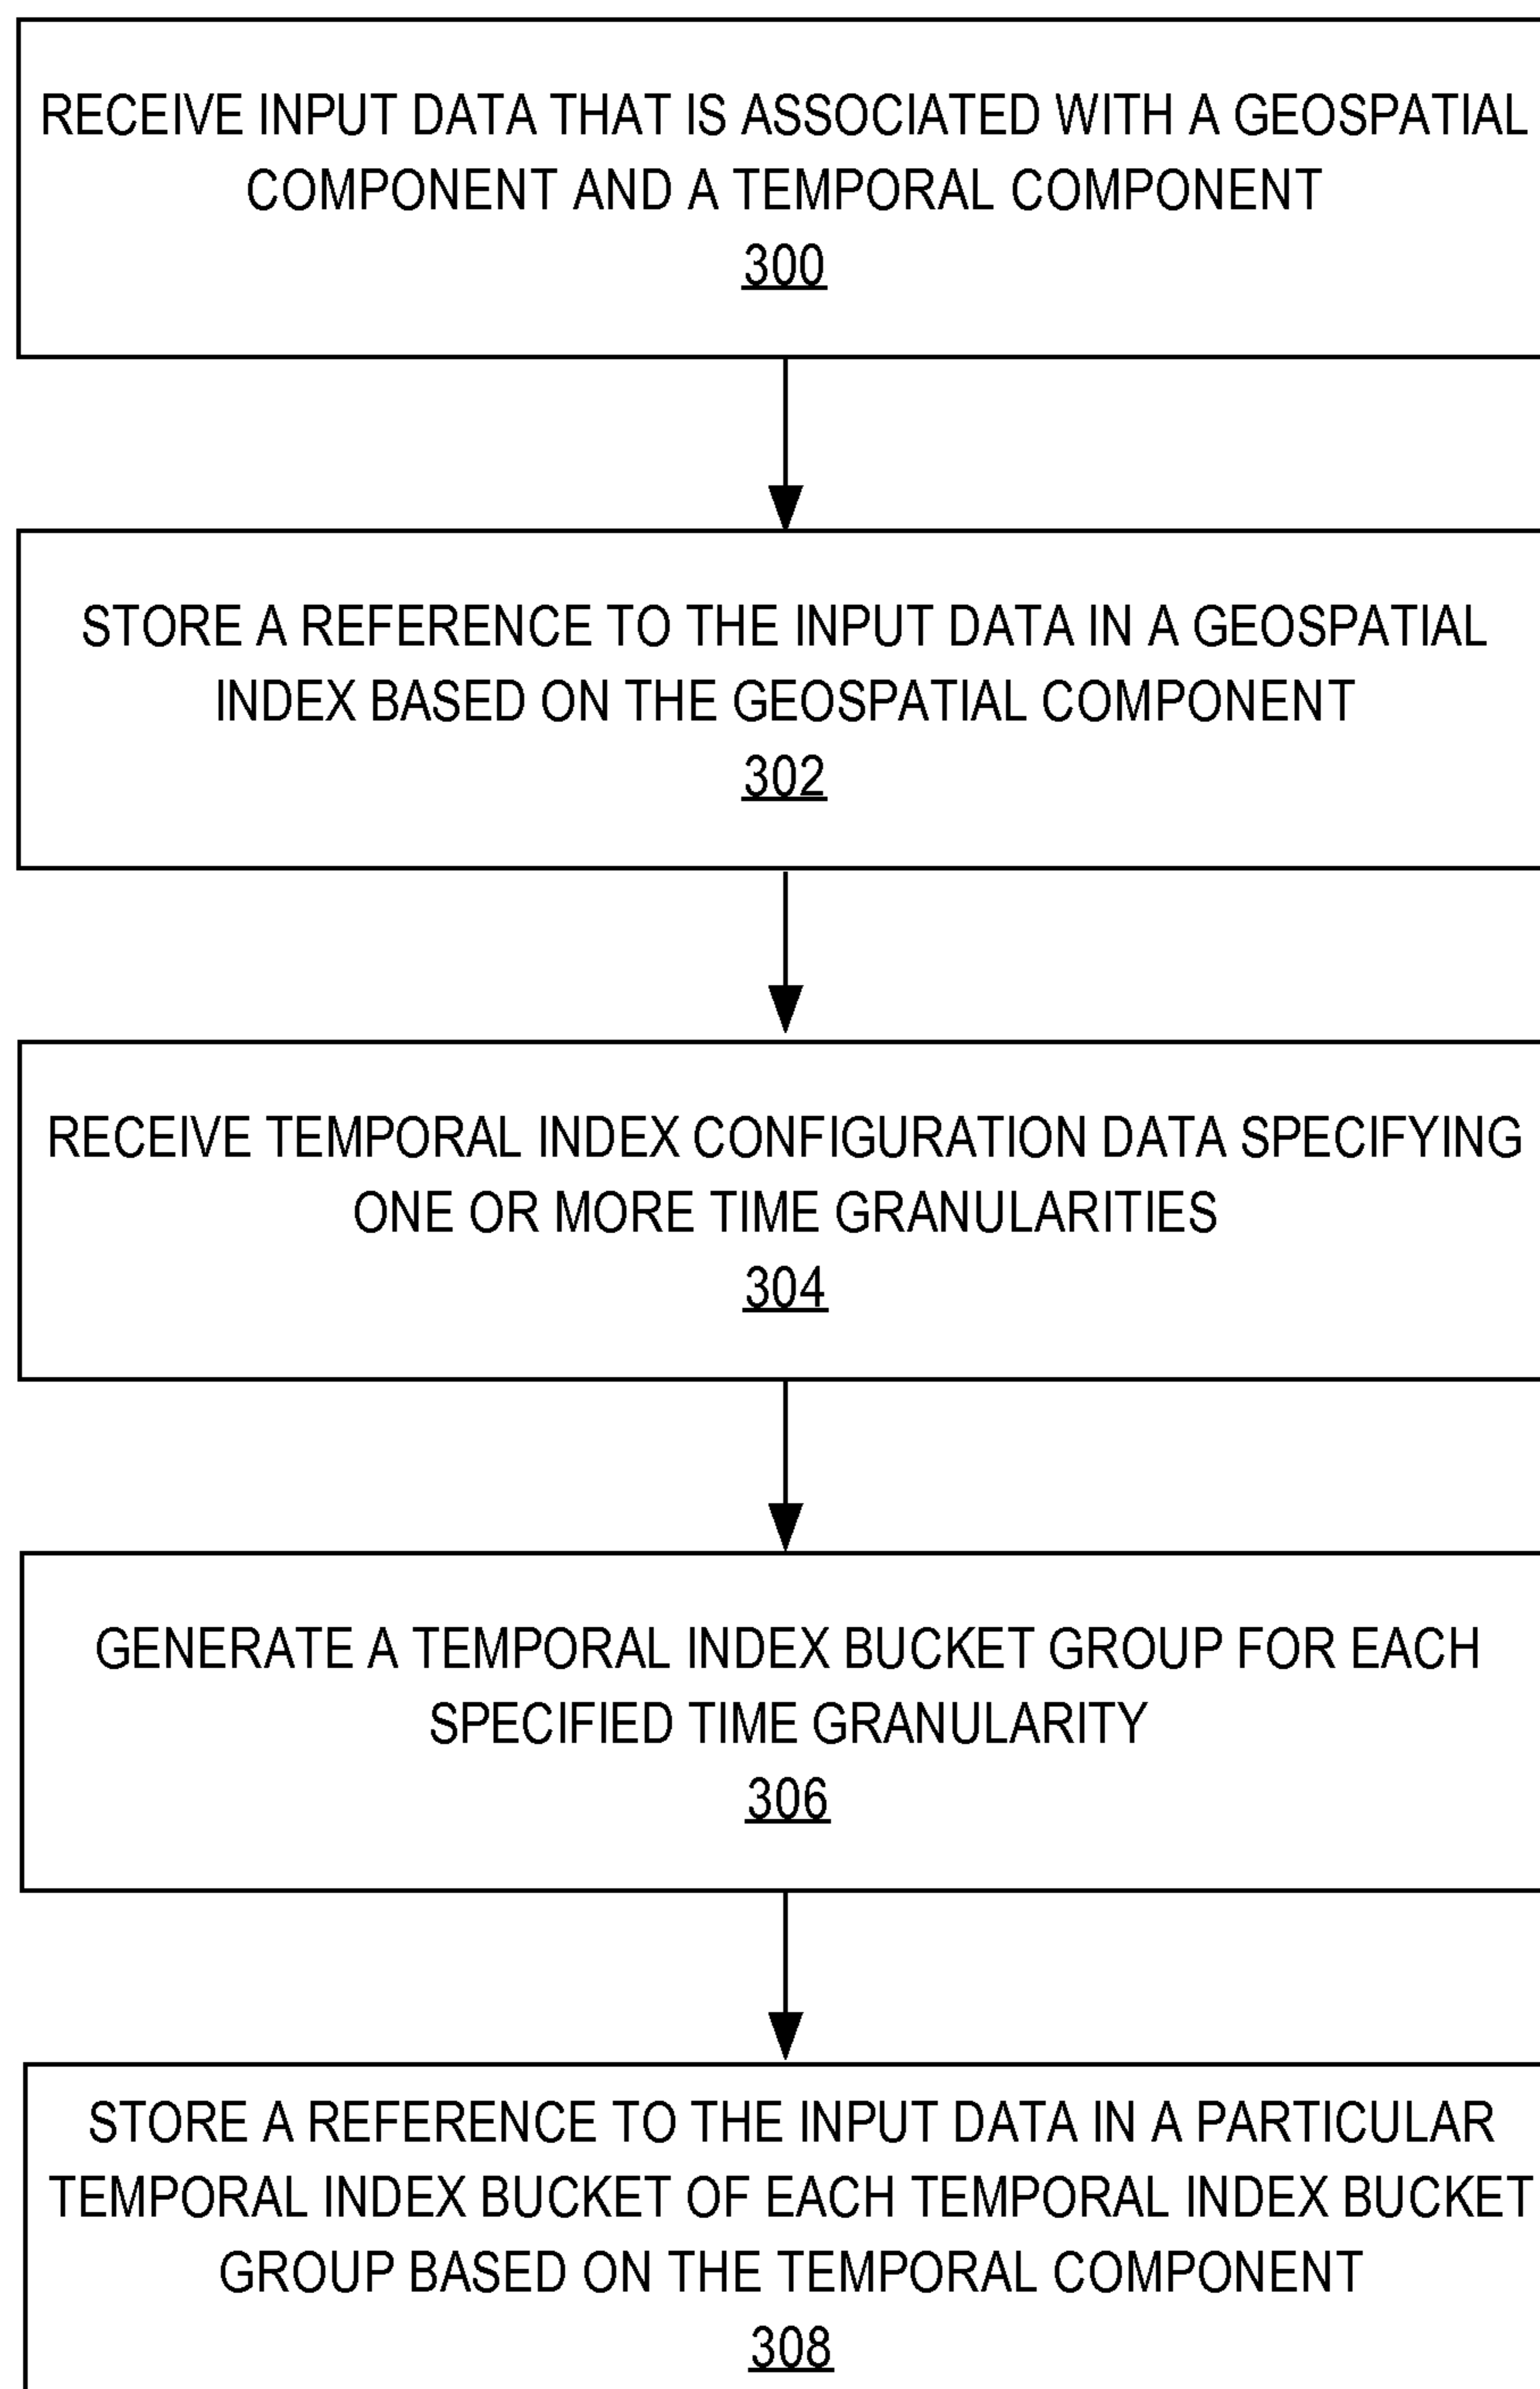 RECEIVE INPUT DATA THAT IS ASSOCIATED WITH A GEOSPATIAL
COMPONENT AND A TEMPORAL COMPONENT
300
STORE A REFERENCE TO THE INPUT DATA IN A GEOSPATIAL
INDEX BASED ON THE GEOSPATIAL COMPONENT
302
RECEIVE TEMPORAL INDEX CONFIGURATION DATA SPECIFYING
ONE OR MORE TIME GRANULARITIES
304
GENERATE A TEMPORAL INDEX BUCKET GROUP FOR EACH
SPECIFIED TIME GRANULARITY
306
STORE A REFERENCE TO THE INPUT DATA IN A PARTICULAR
TEMPORAL INDEX BUCKET OF EACH TEMPORAL INDEX BUCKET
GROUP BASED ON THE TEMPORAL COMPONENT
308